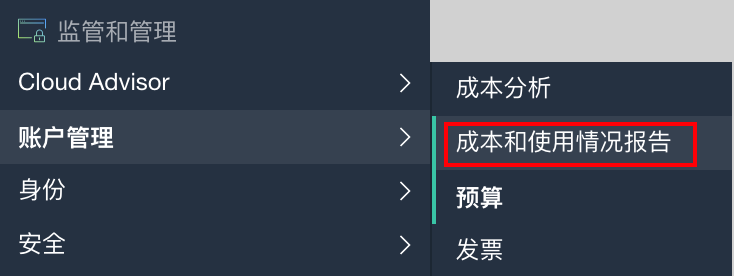 监管和管理
Cloud Advisor
账户管理
身份
安全
成本分析
成本和使用情况报告
预算
发票